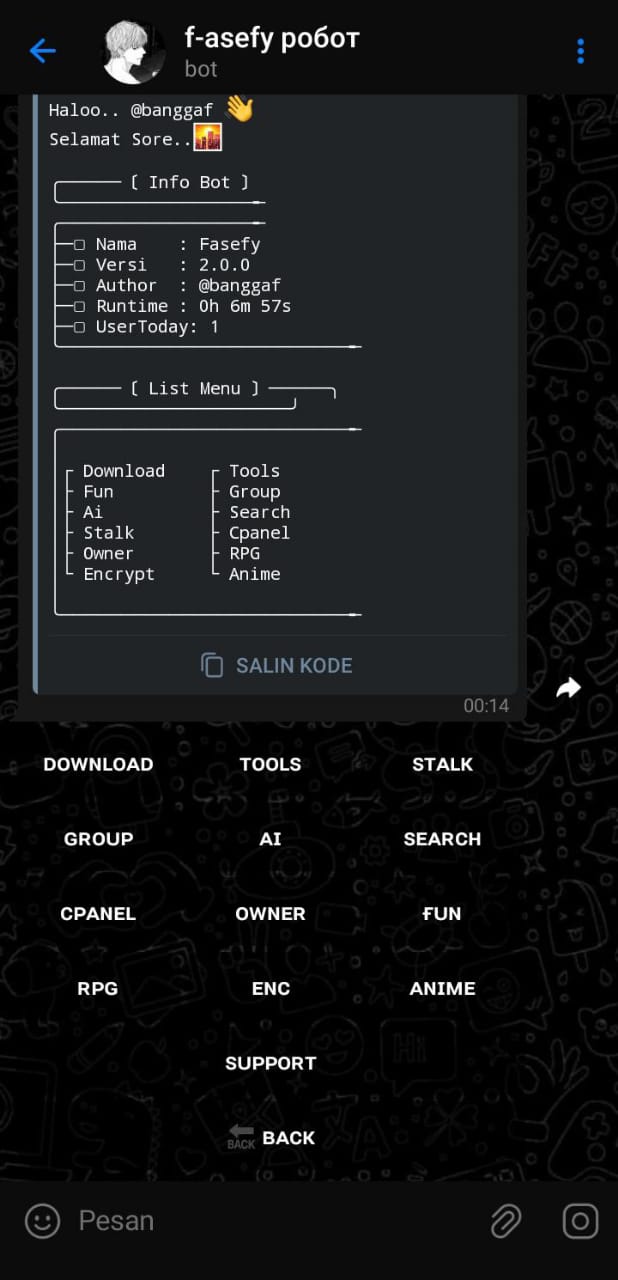 f-asefy робот
bot
Haloo.. @banggaf 👋
Selamat Sore..🌇
( Info Bot )
Nama : Fasefy
Versi : 2.0.0
Author : @banggaf
Runtime : 0h 6m 57s
UserToday: 1
( List Menu )
Download Tools
Fun Group
Ai Search
Stalk Cpanel
Owner RPG
Encrypt Anime
SALIN KODE
00:14
DOWNLOAD TOOLS STALK
GROUP AI SEARCH
CPANEL OWNER ꞘUN
RPG ENC ANIME
SUPPORT
🔙 BACK
Pesan